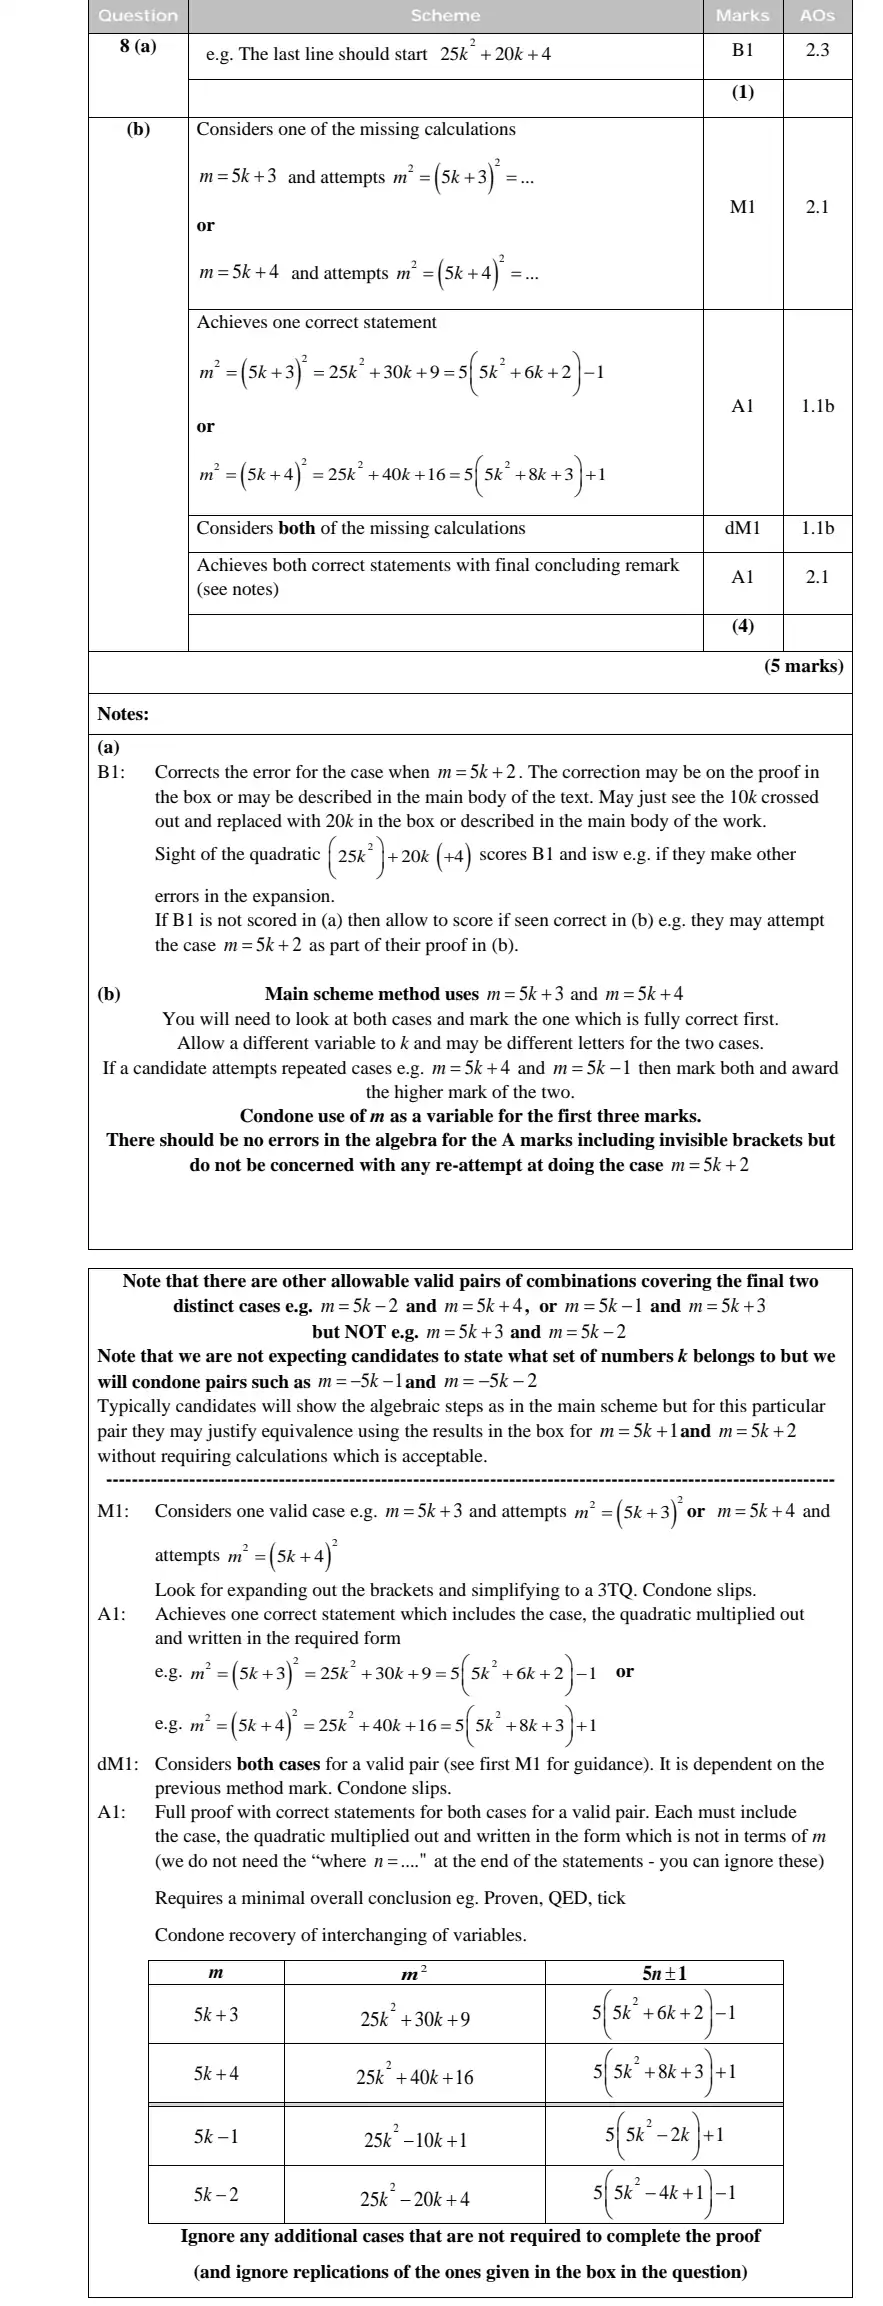 Question Scheme Marks AOs
8 (a) e.g. The last line should start 25k² + 20k + 4 B1 2.3
(1)
(b) Considers one of the missing calculations
m = 5k + 3 and attempts m² = (5k + 3)² = ...
or
m = 5k + 4 and attempts m² = (5k + 4)² = ...
M1 2.1
Achieves one correct statement
m² = (5k + 3)² = 25k² + 30k + 9 = 5(5k² + 6k + 2) − 1
or
m² = (5k + 4)² = 25k² + 40k + 16 = 5(5k² + 8k + 3) + 1
A1 1.1b
Considers both of the missing calculations dM1 1.1b
Achieves both correct statements with final concluding remark
(see notes)
A1 2.1
(4)
(5 marks)
Notes:
(a)
B1: Corrects the error for the case when m = 5k + 2. The correction may be on the proof in
the box or may be described in the main body of the text. May just see the 10k crossed
out and replaced with 20k in the box or described in the main body of the work.
Sight of the quadratic (25k²) + 20k (+4) scores B1 and isw e.g. if they make other
errors in the expansion.
If B1 is not scored in (a) then allow to score if seen correct in (b) e.g. they may attempt
the case m = 5k + 2 as part of their proof in (b).
(b) Main scheme method uses m = 5k + 3 and m = 5k + 4
You will need to look at both cases and mark the one which is fully correct first.
Allow a different variable to k and may be different letters for the two cases.
If a candidate attempts repeated cases e.g. m = 5k + 4 and m = 5k − 1 then mark both and award
the higher mark of the two.
Condone use of m as a variable for the first three marks.
There should be no errors in the algebra for the A marks including invisible brackets but
do not be concerned with any re-attempt at doing the case m = 5k + 2
Note that there are other allowable valid pairs of combinations covering the final two
distinct cases e.g. m = 5k − 2 and m = 5k + 4, or m = 5k − 1 and m = 5k + 3
but NOT e.g. m = 5k + 3 and m = 5k − 2
Note that we are not expecting candidates to state what set of numbers k belongs to but we
will condone pairs such as m = −5k − 1 and m = −5k − 2
Typically candidates will show the algebraic steps as in the main scheme but for this particular
pair they may justify equivalence using the results in the box for m = 5k + 1 and m = 5k + 2
without requiring calculations which is acceptable.
M1: Considers one valid case e.g. m = 5k + 3 and attempts m² = (5k + 3)² or m = 5k + 4 and
attempts m² = (5k + 4)²
Look for expanding out the brackets and simplifying to a 3TQ. Condone slips.
A1: Achieves one correct statement which includes the case, the quadratic multiplied out
and written in the required form
e.g. m² = (5k + 3)² = 25k² + 30k + 9 = 5(5k² + 6k + 2) − 1 or
e.g. m² = (5k + 4)² = 25k² + 40k + 16 = 5(5k² + 8k + 3) + 1
dM1: Considers both cases for a valid pair (see first M1 for guidance). It is dependent on the
previous method mark. Condone slips.
A1: Full proof with correct statements for both cases for a valid pair. Each must include
the case, the quadratic multiplied out and written in the form which is not in terms of m
(we do not need the “where n = ...." at the end of the statements - you can ignore these)
Requires a minimal overall conclusion eg. Proven, QED, tick
Condone recovery of interchanging of variables.
m m² 5n ± 1
5k + 3 25k² + 30k + 9 5(5k² + 6k + 2) − 1
5k + 4 25k² + 40k + 16 5(5k² + 8k + 3) + 1
5k − 1 25k² − 10k + 1 5(5k² − 2k) + 1
5k − 2 25k² − 20k + 4 5(5k² − 4k + 1) − 1
Ignore any additional cases that are not required to complete the proof
(and ignore replications of the ones given in the box in the question)